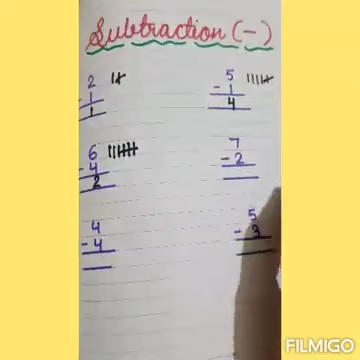 Subtraction (-)
2 5
- 1 - 1
1 4
6 7
- 4 - 2
2
4 5
- 4 - 3
FILMIGO